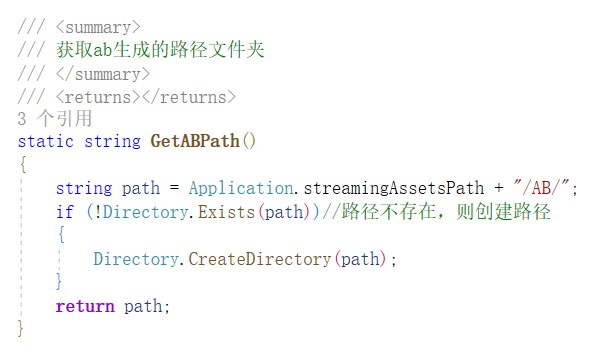 /// <summary>
/// 获取ab生成的路径文件夹
/// </summary>
/// <returns></returns>
3 个引用
static string GetABPath()
{
    string path = Application.streamingAssetsPath + "/AB/";
    if (!Directory.Exists(path))//路径不存在，则创建路径
    {
        Directory.CreateDirectory(path);
    }
    return path;
}